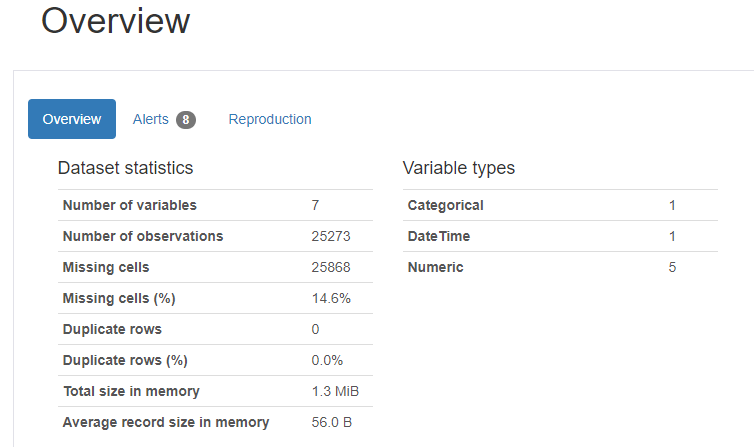 Overview
Overview
Alerts 8
Reproduction
Dataset statistics
Number of variables 7
Number of observations 25273
Missing cells 25868
Missing cells (%) 14.6%
Duplicate rows 0
Duplicate rows (%) 0.0%
Total size in memory 1.3 MiB
Average record size in memory 56.0 B
Variable types
Categorical 1
DateTime 1
Numeric 5